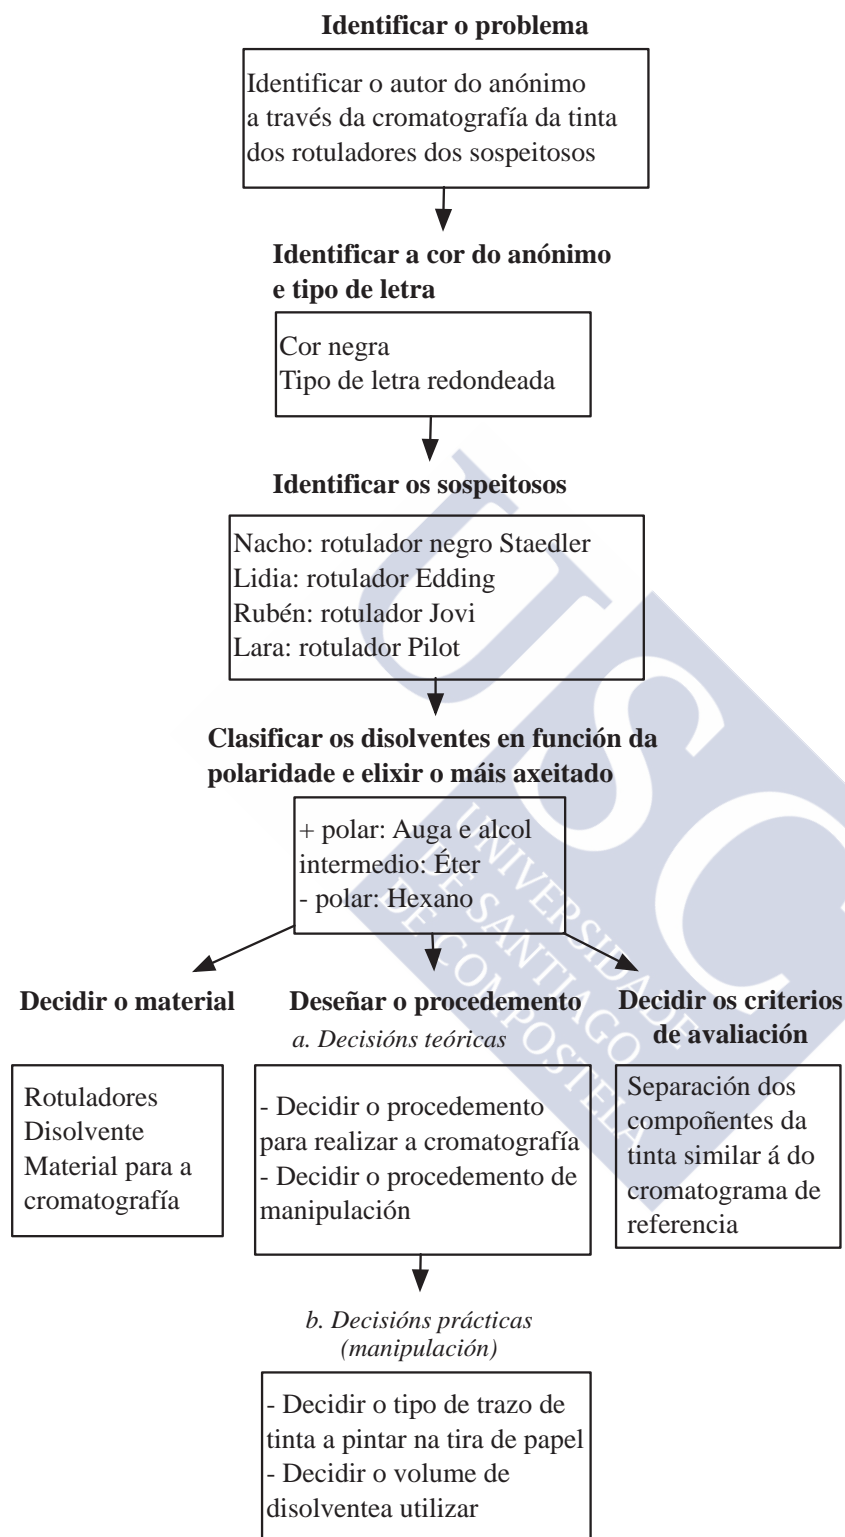 Identificar o problema
Identificar o autor do anónimo
a través da cromatografía da tinta
dos rotuladores dos sospeitosos
Identificar a cor do anónimo
e tipo de letra
Cor negra
Tipo de letra redondeada
Identificar os sospeitosos
Nacho: rotulador negro Staedler
Lidia: rotulador Edding
Rubén: rotulador Jovi
Lara: rotulador Pilot
Clasificar os disolventes en función da
polaridade e elixir o máis axeitado
+ polar: Auga e alcol
intermedio: Éter
- polar: Hexano
Decidir o material
Rotuladores
Disolvente
Material para a
cromatografía
Deseñar o procedemento
a. Decisións teóricas
- Decidir o procedemento
para realizar a cromatografía
- Decidir o procedemento de
manipulación
Decidir os criterios
de avaliación
Separación dos
compoñentes da
tinta similar á do
cromatograma de
referencia
b. Decisións prácticas
(manipulación)
- Decidir o tipo de trazo de
tinta a pintar na tira de papel
- Decidir o volume de
disolventea utilizar
USC
UNIVERSIDADE
DE SANTIAGO
DE COMPOSTELA